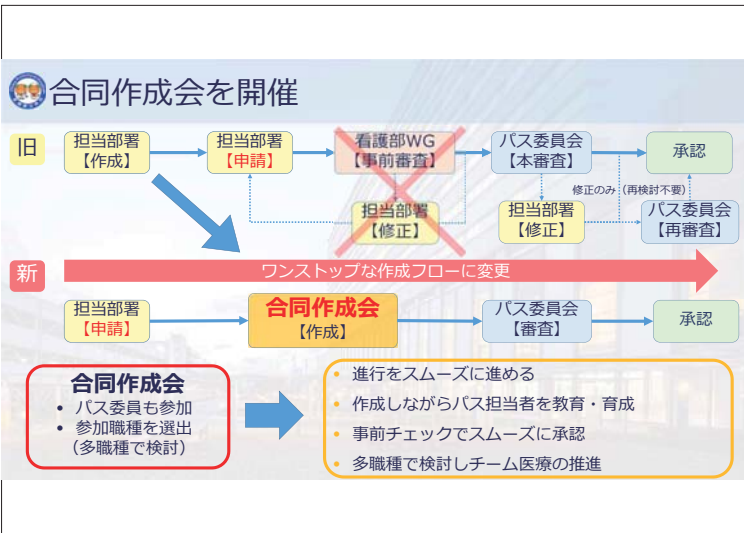 合同作成会を開催
旧
担当部署
【作成】
担当部署
【申請】
看護部WG
【事前審査】
パス委員会
【本審査】
承認
修正のみ（再検討不要）
担当部署
【修正】
担当部署
【修正】
パス委員会
【再審査】
新
ワンストップな作成フローに変更
担当部署
【申請】
合同作成会
【作成】
パス委員会
【審査】
承認
合同作成会
• パス委員も参加
• 参加職種を選出
（多職種で検討）
• 進行をスムーズに進める
• 作成しながらパス担当者を教育・育成
• 事前チェックでスムーズに承認
• 多職種で検討しチーム医療の推進